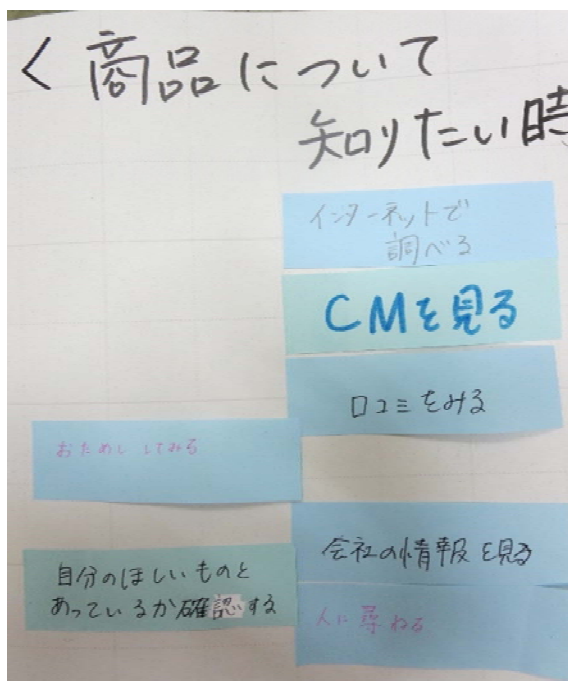 <商品について
知りたい時
インターネットで
調べる
CMを見る
口コミをみる
おためししてみる
会社の情報を見る
自分のほしいものと
あっているか確認する
人に尋ねる